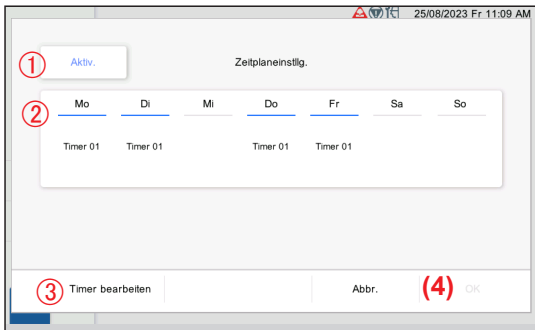 25/08/2023 Fr 11:09 AM
① Aktiv. Zeitplaneinstllg.
② Mo Di Mi Do Fr Sa So
Timer 01 Timer 01 Timer 01 Timer 01
③ Timer bearbeiten Abbr. (4) OK